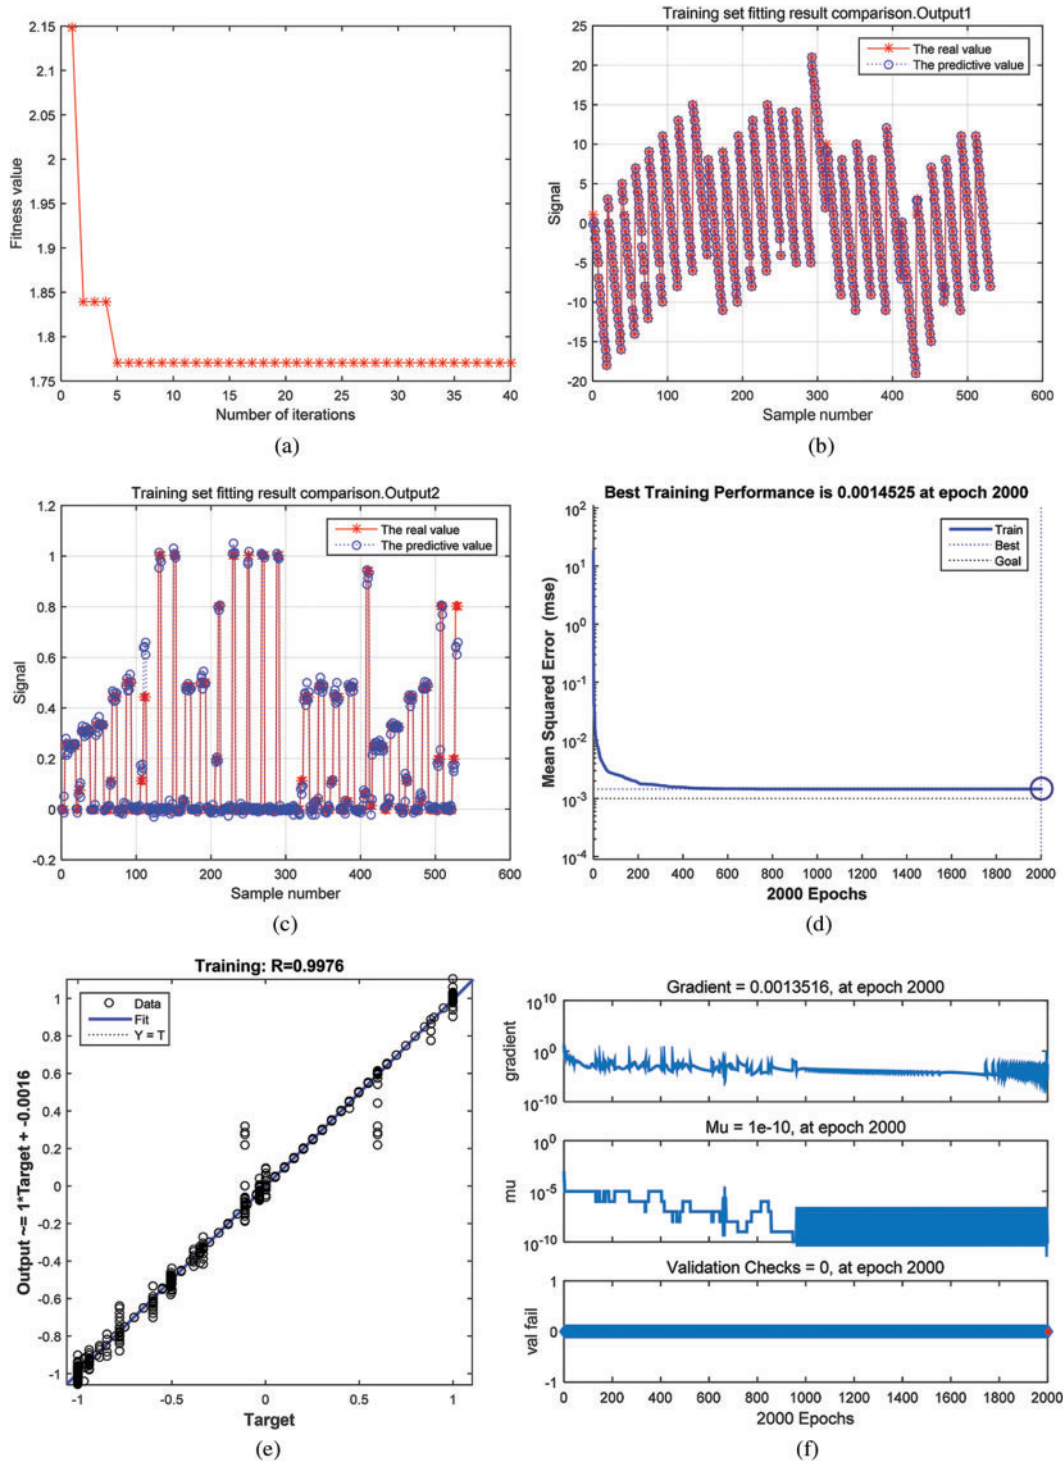 2.15
2.1
2.05
2
1.95
1.9
1.85
1.8
1.75
Fitness value
0 5 10 15 20 25 30 35 40
Number of iterations
(a)
Training set fitting result comparison.Output1
The real value
The predictive value
25
20
15
10
5
0
-5
-10
-15
-20
Signal
0 100 200 300 400 500 600
Sample number
(b)
Training set fitting result comparison.Output2
The real value
The predictive value
1.2
1
0.8
0.6
0.4
0.2
0
-0.2
Signal
0 100 200 300 400 500 600
Sample number
(c)
Best Training Performance is 0.0014525 at epoch 2000
Train
Best
Goal
10^2
10^1
10^0
10^-1
10^-2
10^-3
10^-4
Mean Squared Error (mse)
0 200 400 600 800 1000 1200 1400 1600 1800 2000
2000 Epochs
(d)
Training: R=0.9976
Data
Fit
Y = T
1
0.8
0.6
0.4
0.2
0
-0.2
-0.4
-0.6
-0.8
-1
Output ~= 1*Target + -0.0016
-1 -0.5 0 0.5 1
Target
(e)
Gradient = 0.0013516, at epoch 2000
10^10
10^0
10^-10
gradient
Mu = 1e-10, at epoch 2000
10^0
10^-5
10^-10
mu
Validation Checks = 0, at epoch 2000
1
0
-1
val fail
0 200 400 600 800 1000 1200 1400 1600 1800 2000
2000 Epochs
(f)